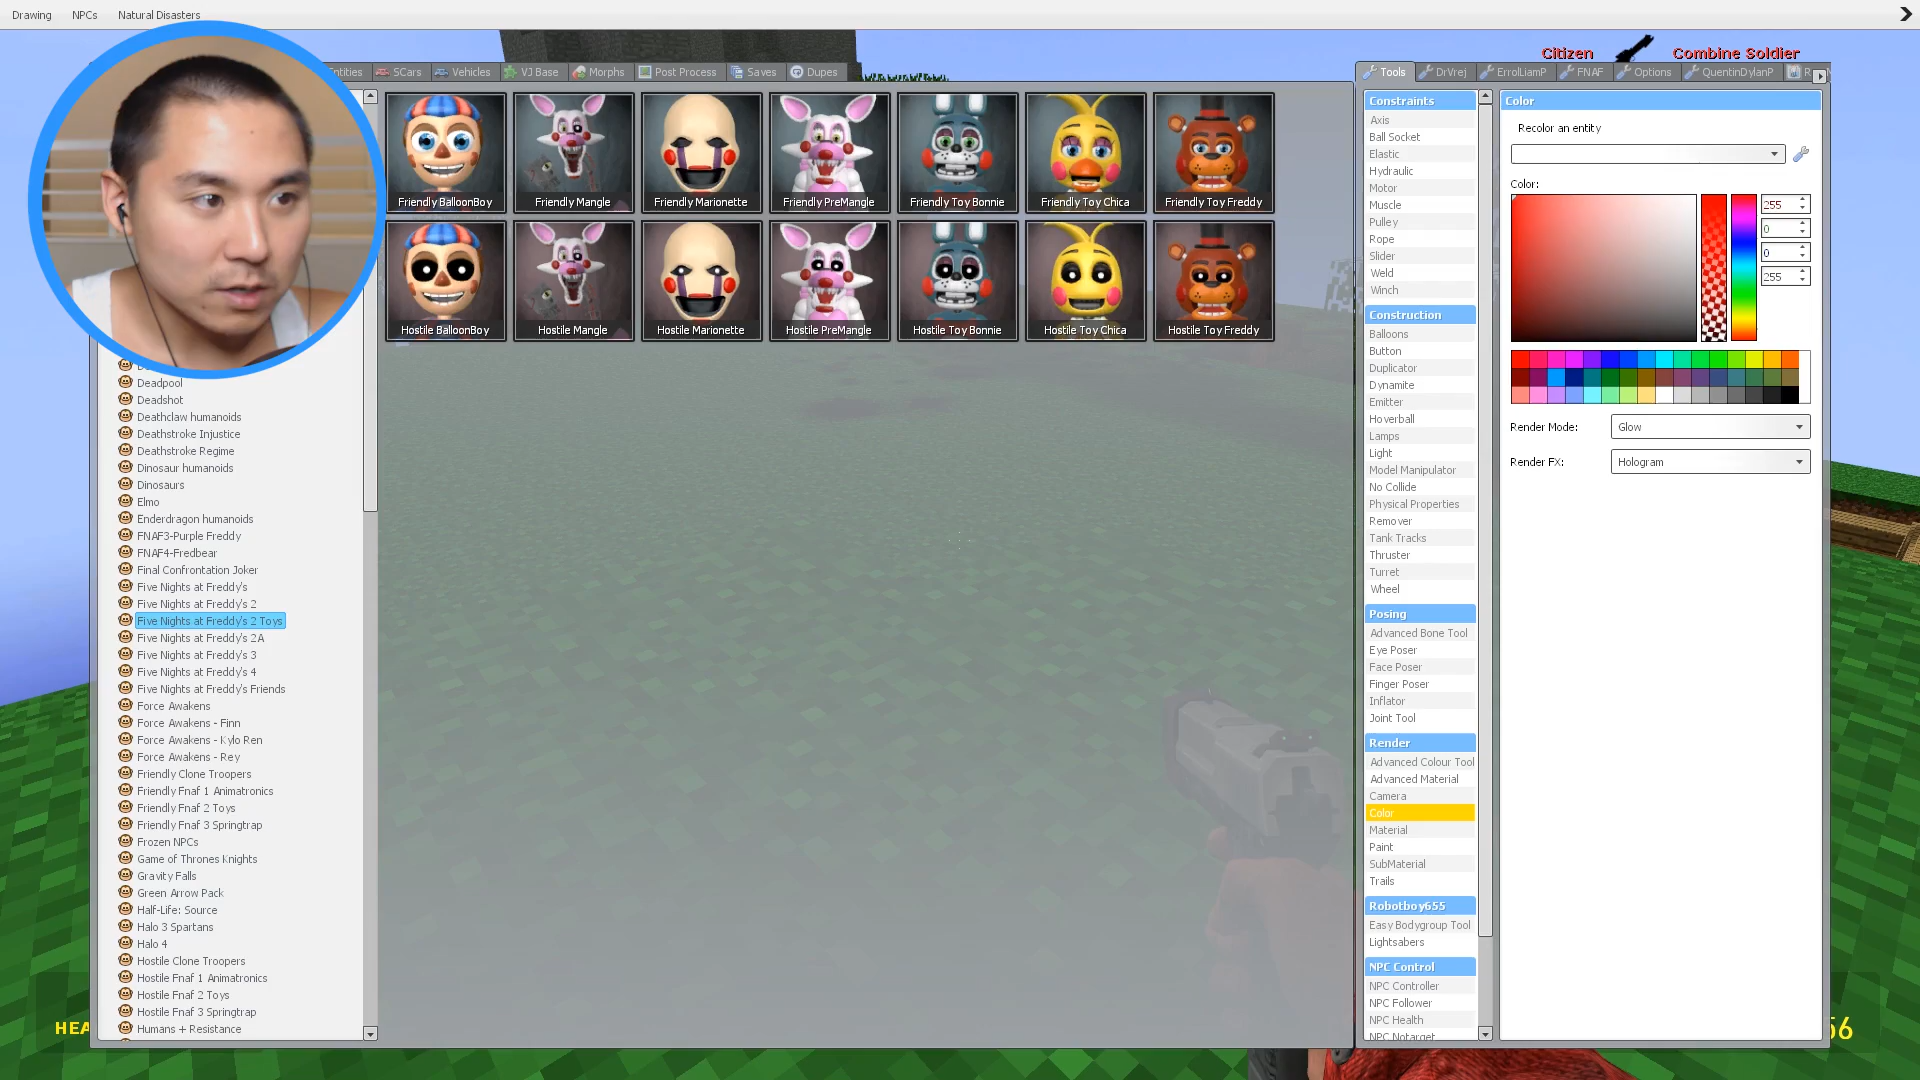 Drawing NPCs Natural Disasters
Citizen Combine Soldier
SCars Vehicles VJ Base Morphs Post Process Saves Dupes
Tools DrVrej ErrolLiamP FNAF Options QuentinDylanP
Friendly BalloonBoy Friendly Mangle Friendly Marionette Friendly PreMangle Friendly Toy Bonnie Friendly Toy Chica Friendly Toy Freddy
Hostile BalloonBoy Hostile Mangle Hostile Marionette Hostile PreMangle Hostile Toy Bonnie Hostile Toy Chica Hostile Toy Freddy
Deadpool
Deadshot
Deathclaw humanoids
Deathstroke Injustice
Deathstroke Regime
Dinosaur humanoids
Dinosaurs
Elmo
Enderdragon humanoids
FNAF3-Purple Freddy
FNAF4-Fredbear
Final Confrontation Joker
Five Nights at Freddy's
Five Nights at Freddy's 2
Five Nights at Freddy's 2 Toys
Five Nights at Freddy's 2A
Five Nights at Freddy's 3
Five Nights at Freddy's 4
Five Nights at Freddy's Friends
Force Awakens
Force Awakens - Finn
Force Awakens - Kylo Ren
Force Awakens - Rey
Friendly Clone Troopers
Friendly Fnaf 1 Animatronics
Friendly Fnaf 2 Toys
Friendly Fnaf 3 Springtrap
Frozen NPCs
Game of Thrones Knights
Gravity Falls
Green Arrow Pack
Half-Life: Source
Halo 3 Spartans
Halo 4
Hostile Clone Troopers
Hostile Fnaf 1 Animatronics
Hostile Fnaf 2 Toys
Hostile Fnaf 3 Springtrap
Humans + Resistance
Constraints
Axis
Ball Socket
Elastic
Hydraulic
Motor
Muscle
Pulley
Rope
Slider
Weld
Winch
Construction
Balloons
Button
Duplicator
Dynamite
Emitter
Hoverball
Lamps
Light
Model Manipulator
No Collide
Physical Properties
Remover
Tank Tracks
Thruster
Turret
Wheel
Posing
Advanced Bone Tool
Eye Poser
Face Poser
Finger Poser
Inflator
Joint Tool
Render
Advanced Colour Tool
Advanced Material
Camera
Color
Material
Paint
SubMaterial
Trails
Robotboy655
Easy Bodygroup Tool
Lightsabers
NPC Control
NPC Controller
NPC Follower
NPC Health
NPC Notarget
Color
Recolor an entity
Color:
255
0
0
255
Render Mode: Glow
Render FX: Hologram
HEA
56